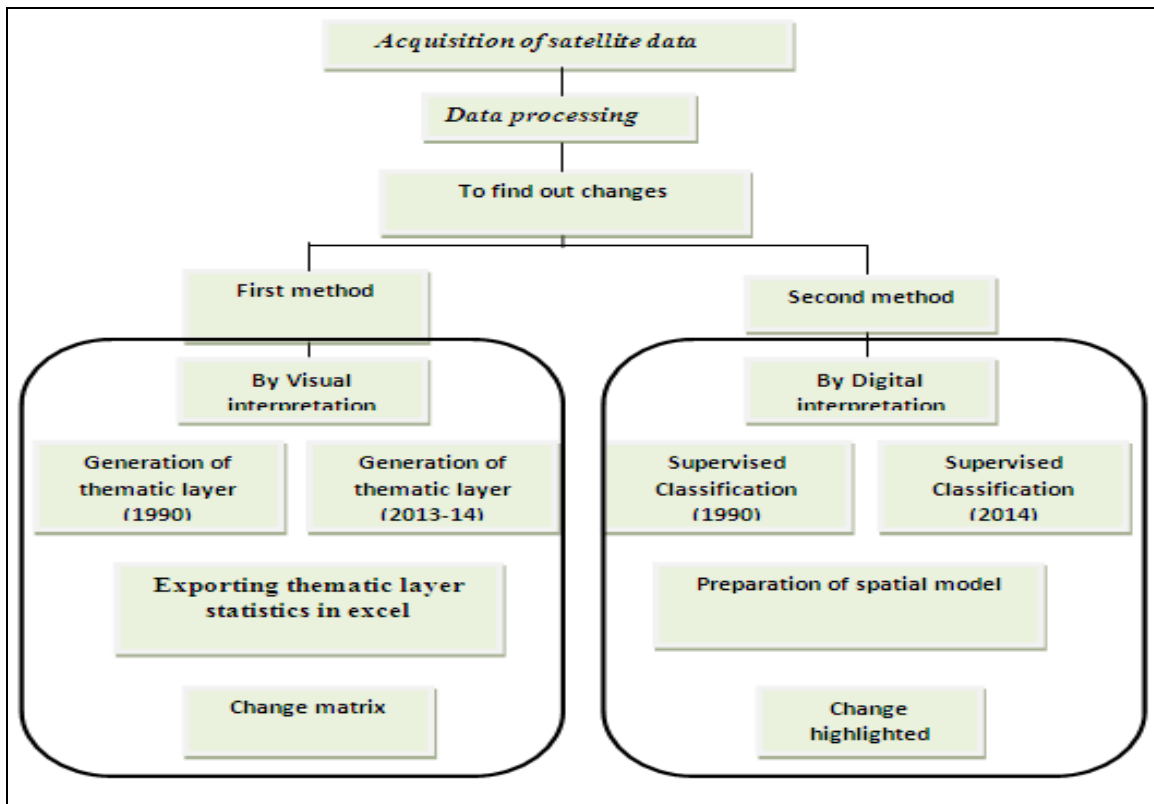 Acquisition of satellite data
Data processing
To find out changes
First method
Second method
By Visual
interpretation
By Digital
interpretation
Generation of
thematic layer
(1990)
Generation of
thematic layer
(2013-14)
Supervised
Classification
(1990)
Supervised
Classification
(2014)
Exporting thematic layer
statistics in excel
Preparation of spatial model
Change matrix
Change
highlighted